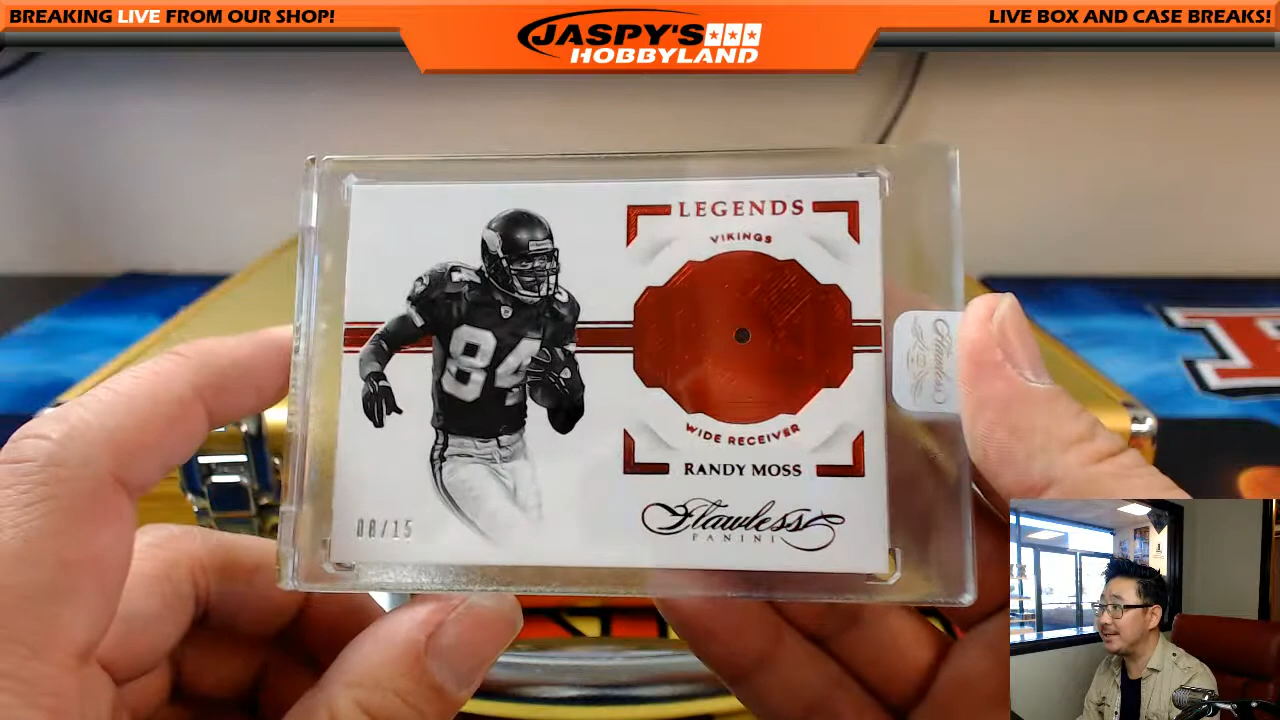 BREAKING LIVE FROM OUR SHOP!
JASPY'S
HOBBYLAND
LIVE BOX AND CASE BREAKS!
LEGENDS
VIKINGS
84
WIDE RECEIVER
RANDY MOSS
08/15
Flawless
PANINI
Flawless